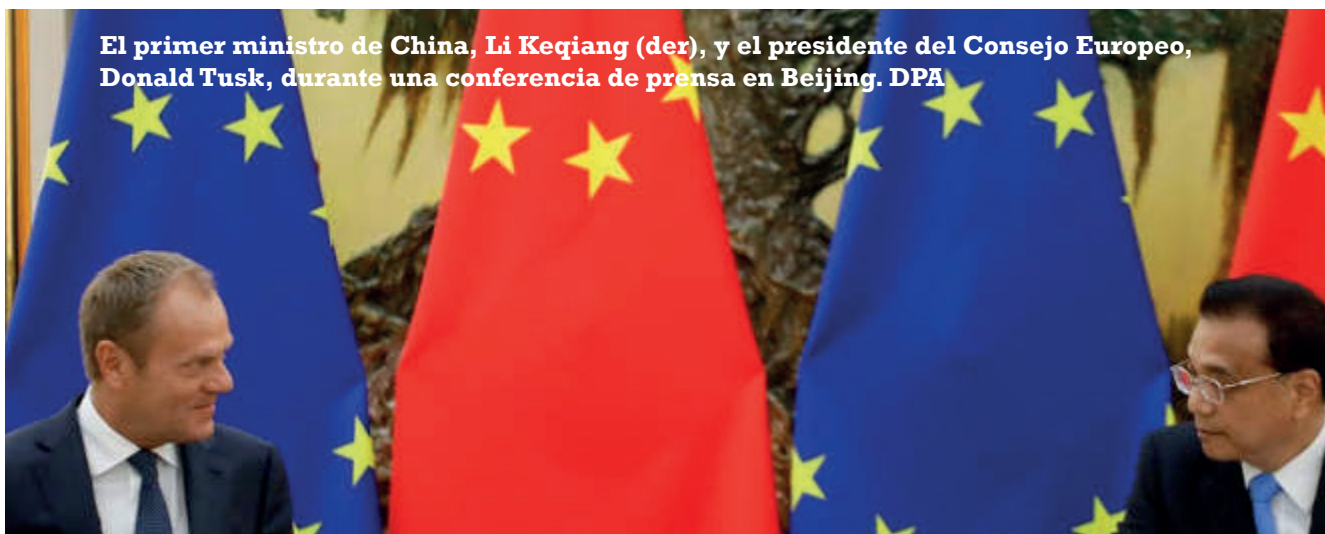 El primer ministro de China, Li Keqiang (der), y el presidente del Consejo Europeo,
Donald Tusk, durante una conferencia de prensa en Beijing. DPA